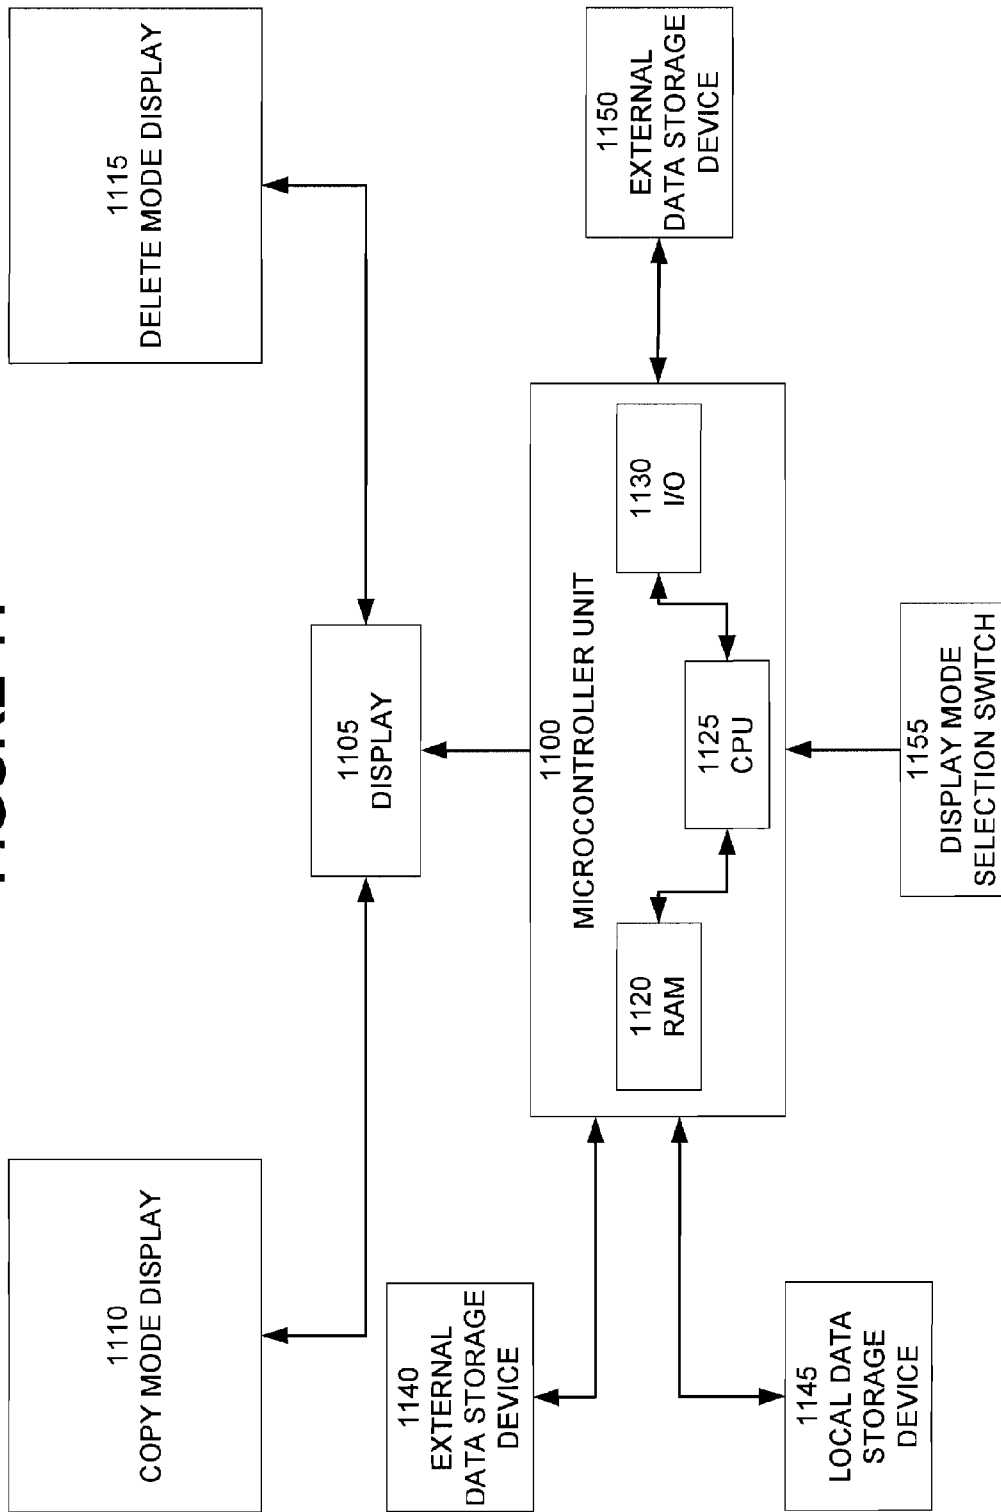 FIGURE 11
1110
COPY MODE DISPLAY
1115
DELETE MODE DISPLAY
1105
DISPLAY
1140
EXTERNAL
DATA STORAGE
DEVICE
1100
MICROCONTROLLER UNIT
1120
RAM
1125
CPU
1130
I/O
1150
EXTERNAL
DATA STORAGE
DEVICE
1145
LOCAL DATA
STORAGE
DEVICE
1155
DISPLAY MODE
SELECTION SWITCH